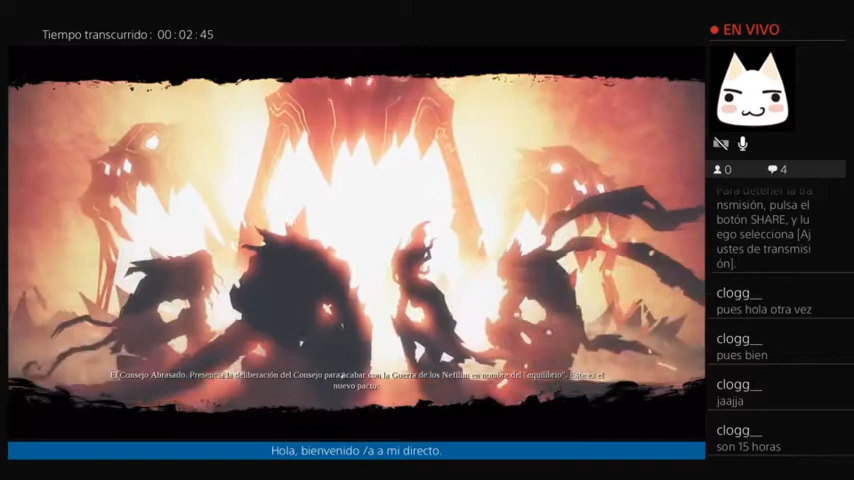 Tiempo transcurrido: 00:02:45
EN VIVO
0
4
Para detener la tra
nsmisión, pulsa el
botón SHARE, y lu
ego selecciona [Aj
ustes de transmisi
ón].
clogg__
pues hola otra vez
clogg__
pues bien
clogg__
jaajja
clogg__
son 15 horas
El Consejo Abrasado. Presencia la deliberación del Consejo para acabar con la Guerra de los Nefilim en nombre del "equilibrio". Este es el
nuevo pacto.
Hola, bienvenido /a a mi directo.